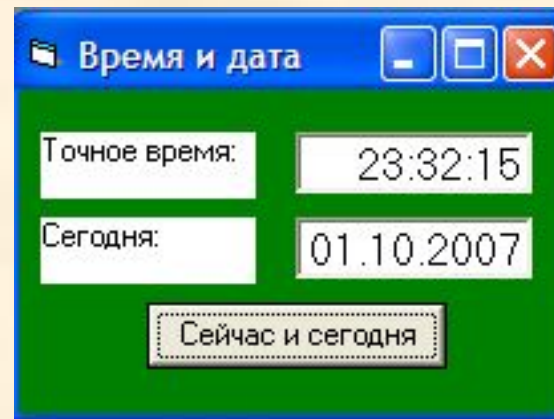 Время и дата
Точное время: 23:32:15
Сегодня: 01.10.2007
Сейчас и сегодня